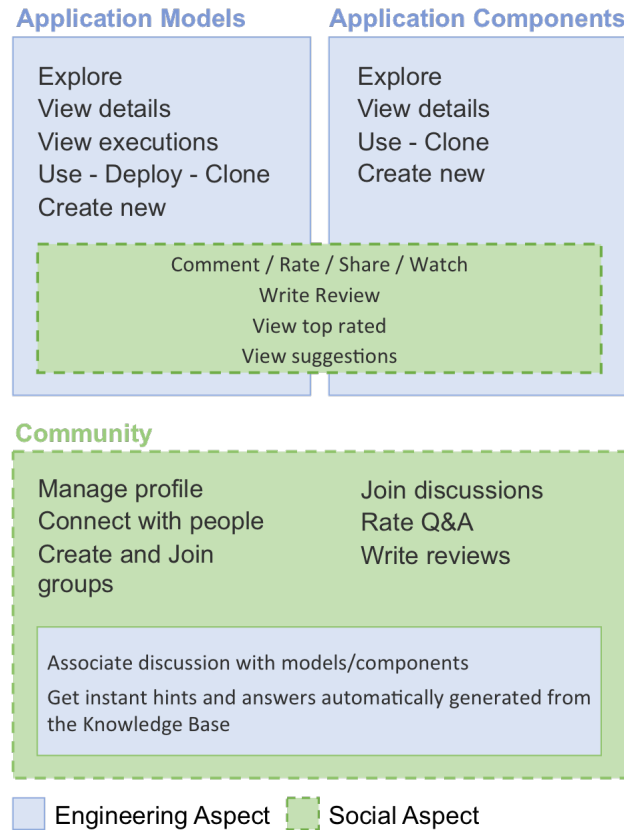 Application Models
Application Components
Explore
View details
View executions
Use - Deploy - Clone
Create new
Explore
View details
Use - Clone
Create new
Comment / Rate / Share / Watch
Write Review
View top rated
View suggestions
Community
Manage profile
Connect with people
Create and Join
groups
Join discussions
Rate Q&A
Write reviews
Associate discussion with models/components
Get instant hints and answers automatically generated from
the Knowledge Base
Engineering Aspect
Social Aspect